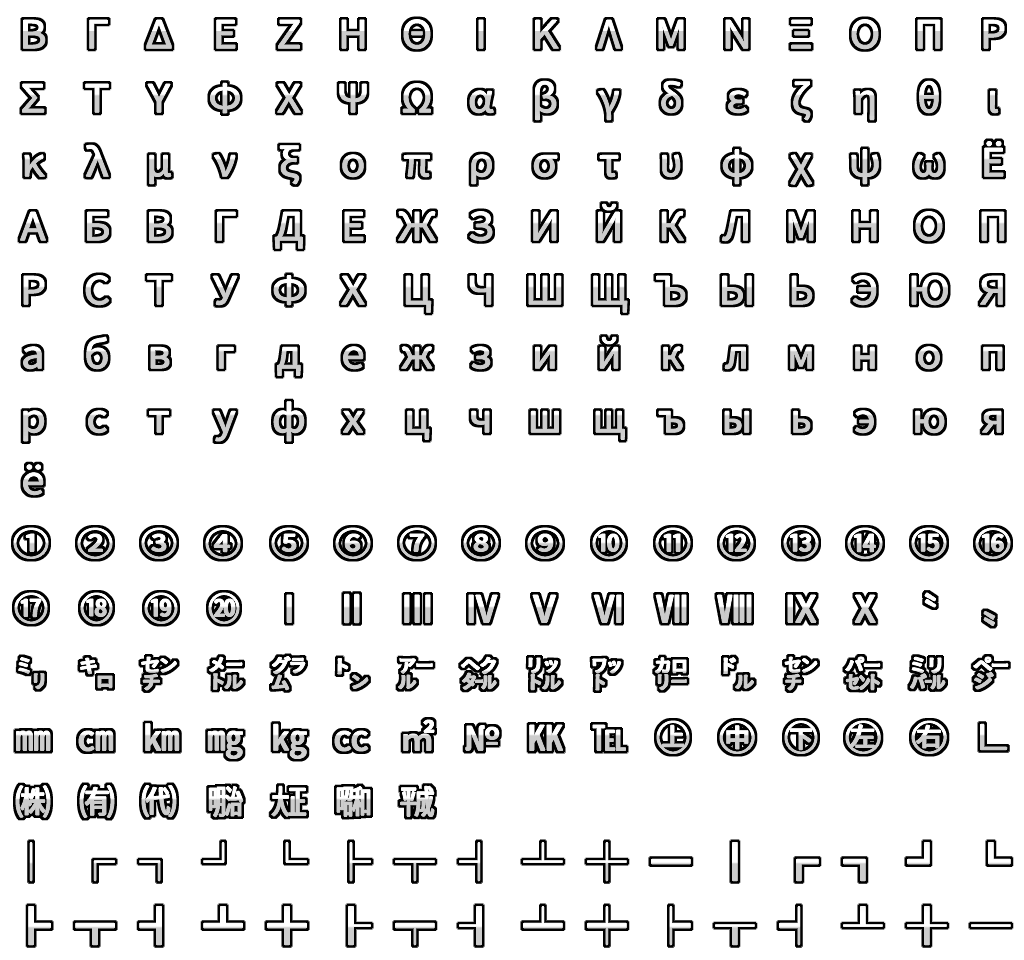 Β Γ Δ Ε Ζ Η Θ Ι Κ Λ Μ Ν Ξ Ο Π Ρ
Σ Τ Υ Φ Χ Ψ Ω α β γ δ ε ζ η θ ι
κ λ μ ν ξ ο π ρ σ τ υ φ χ ψ ω Ё
А Б В Г Д Е Ж З И Й К Л М Н О П
Р С Т У Ф Х Ц Ч Ш Щ Ъ Ы Ь Э Ю Я
а б в г д е ж з и й к л м н о п
р с т у ф х ц ч ш щ ъ ы ь э ю я
ё
① ② ③ ④ ⑤ ⑥ ⑦ ⑧ ⑨ ⑩ ⑪ ⑫ ⑬ ⑭ ⑮ ⑯
⑰ ⑱ ⑲ ⑳ Ⅰ Ⅱ Ⅲ Ⅳ Ⅴ Ⅵ Ⅶ Ⅷ Ⅸ Ⅹ 〝 〟
㍉ ㌔ ㌢ ㍍ ㌘ ㌧ ㌃ ㌶ ㍑ ㍗ ㌍ ㌦ ㌢ ㌫ ㍊ ㌻
㎜ ㎝ ㎞ ㎎ ㎏ ㏄ ㎡ № ㏍ ℡ ㊤ ㊥ ㊦ ㊧ ㊨ ∟
㈱ ㈲ ㈹ ㍾ ㍽ ㍼ ㍻
│ ┌ ┐ ┘ └ ├ ┬ ┤ ┴ ┼ ━ ┃ ┏ ┓ ┛ ┗
┣ ┳ ┫ ┻ ╋ ┠ ┯ ┨ ┷ ┿ ┝ ┰ ┥ ┸ ╂ ─